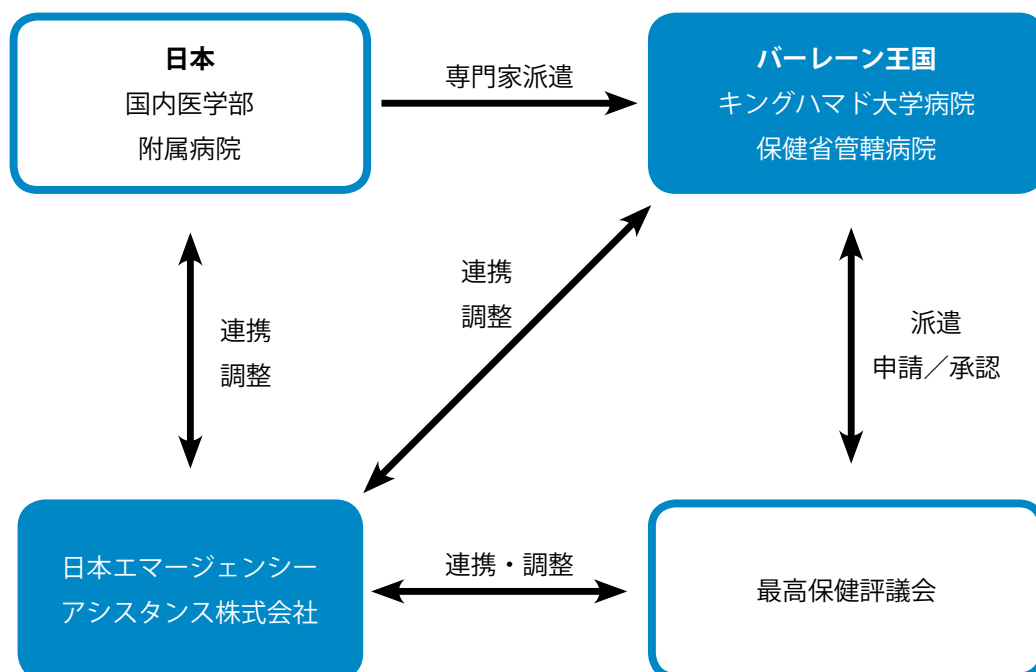 日本
国内医学部
附属病院
専門家派遣
バーレーン王国
キングハマド大学病院
保健省管轄病院
連携
調整
連携
調整
派遣
申請／承認
日本エマージェンシー
アシスタンス株式会社
連携・調整
最高保健評議会